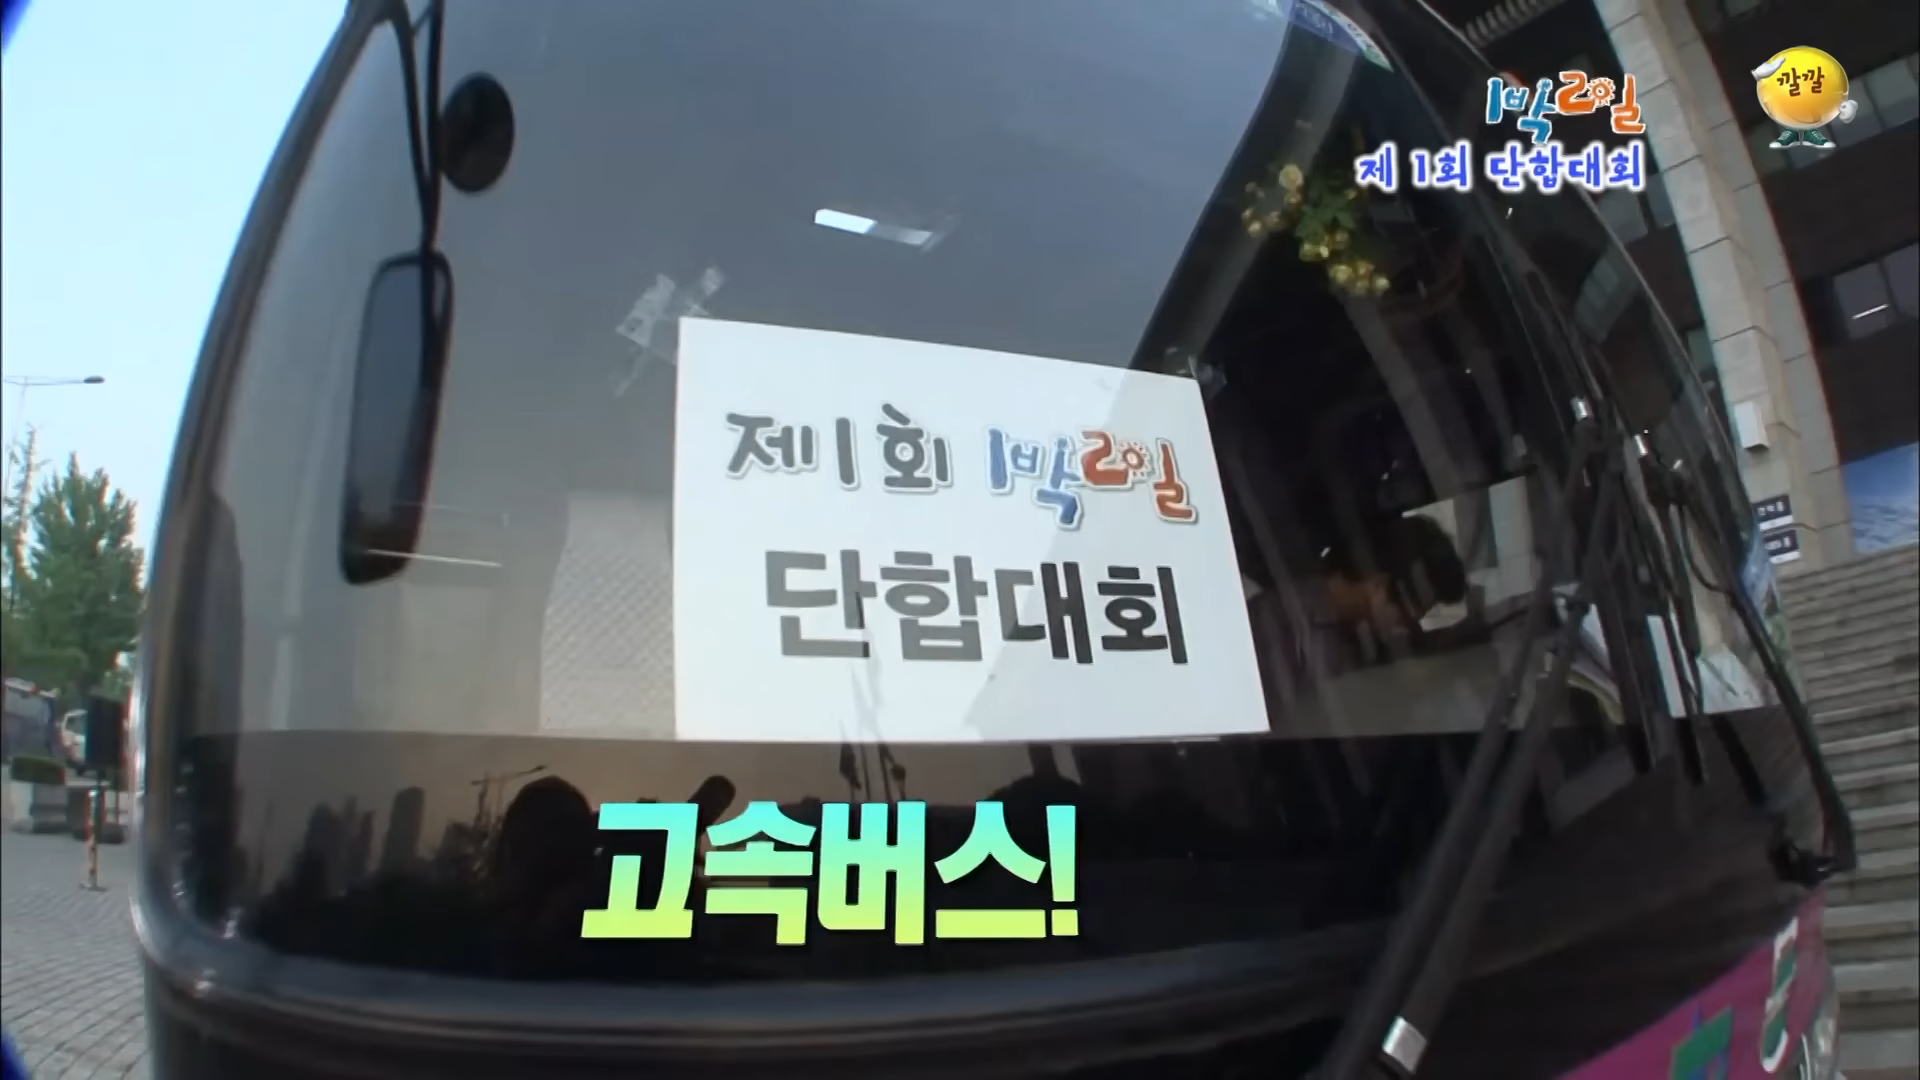 1박2일
깔깔
제 1회 단합대회
제1회 1박2일
단합대회
고속버스!